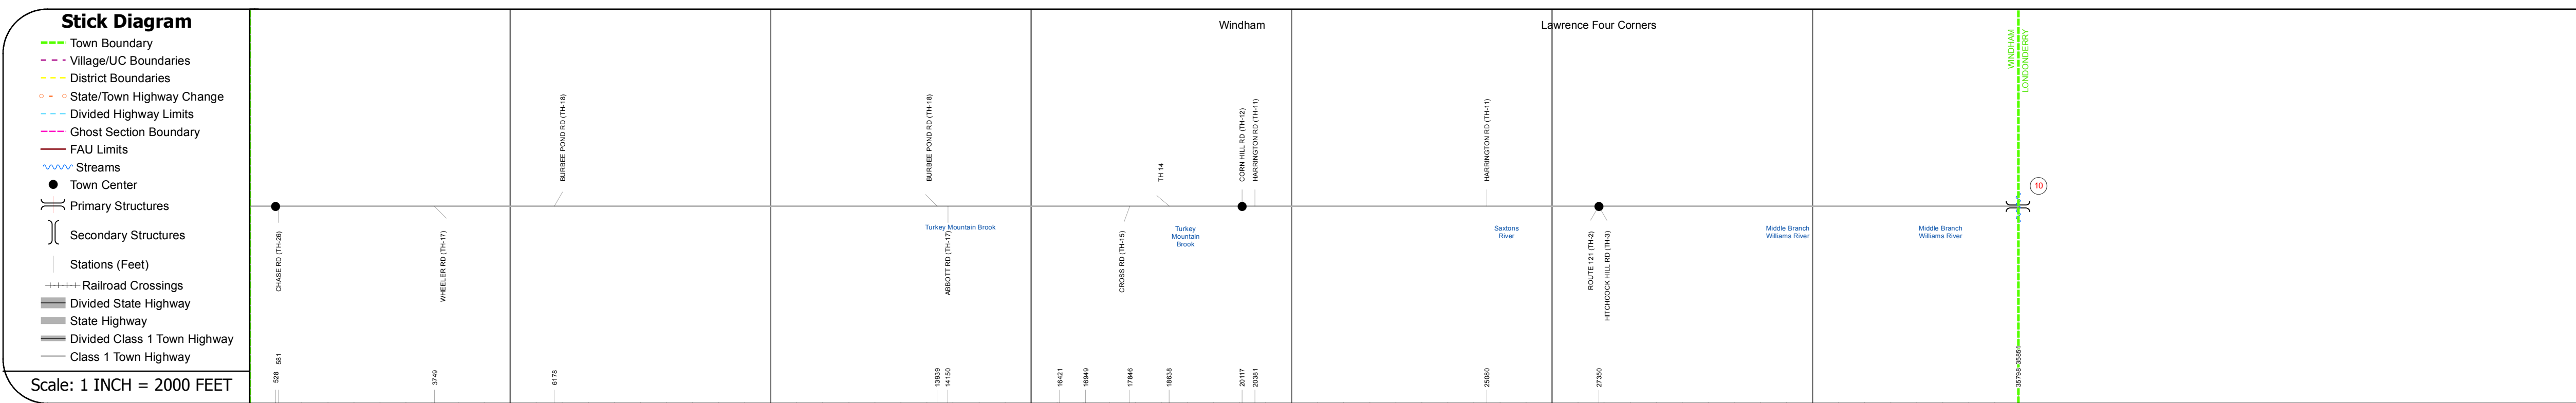 Stick Diagram
Town Boundary
Village/UC Boundaries
District Boundaries
State/Town Highway Change
Divided Highway Limits
Ghost Section Boundary
FAU Limits
Streams
Town Center
Primary Structures
Secondary Structures
Stations (Feet)
Railroad Crossings
Divided State Highway
State Highway
Divided Class 1 Town Highway
Class 1 Town Highway
Scale: 1 INCH = 2000 FEET
Windham
Lawrence Four Corners
WINDHAM
LONDONDERRY
BURBEE POND RD (TH-18)
BURBEE POND RD (TH-18)
TH 14
CORN HILL RD (TH-12)
HARRINGTON RD (TH-11)
HARRINGTON RD (TH-11)
10
CHASE RD (TH-26)
WHEELER RD (TH-17)
Turkey Mountain Brook
ABBOTT RD (TH-17)
CROSS RD (TH-15)
Turkey
Mountain
Brook
Saxtons
River
ROUTE 121 (TH-2)
HITCHCOCK HILL RD (TH-3)
Middle Branch
Williams River
Middle Branch
Williams River
528
581
3749
6178
13939
14150
16421
16949
17846
18638
20117
20381
25080
27350
35798
35851